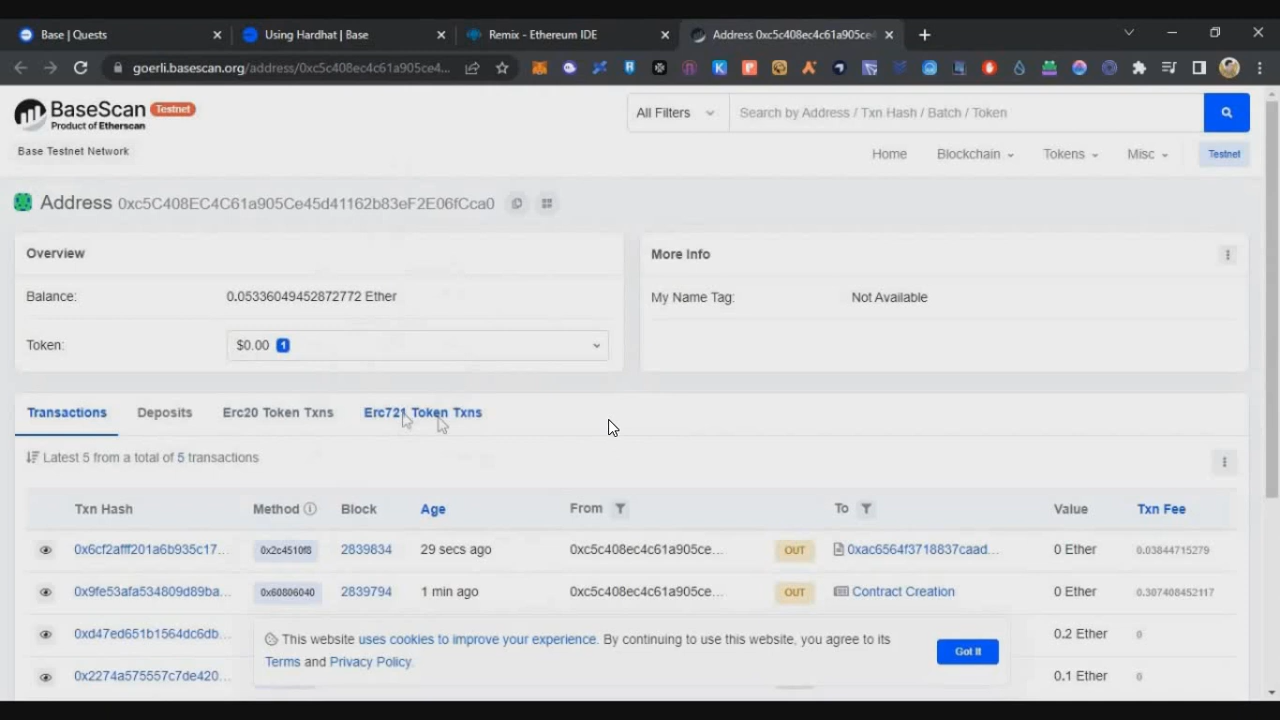 Base | Quests
Using Hardhat | Base
Remix - Ethereum IDE
Address 0xc5c408ec4c61a905ce4
goerli.basescan.org/address/0xc5c408ec4c61a905ce4...
BaseScan Testnet
Product of Etherscan
All Filters
Search by Address / Txn Hash / Batch / Token
Base Testnet Network
Home Blockchain Tokens Misc Testnet
Address 0xc5C408EC4C61a905Ce45d41162b83eF2E06fCca0
Overview
Balance: 0.05336049452872772 Ether
Token: $0.00 1
More Info
My Name Tag: Not Available
Transactions Deposits Erc20 Token Txns Erc721 Token Txns
Latest 5 from a total of 5 transactions
Txn Hash Method Block Age From To Value Txn Fee
0x6cf2afff201a6b935c17... 0x2c4510f8 2839834 29 secs ago 0xc5c408ec4c61a905ce... OUT 0xac6564f3718837caad... 0 Ether 0.03844715279
0x9fe53afa534809d89ba... 0x60806040 2839794 1 min ago 0xc5c408ec4c61a905ce... OUT Contract Creation 0 Ether 0.307408452117
0xd47ed651b1564dc6db... 0.2 Ether 0
0x2274a575557c7de420... 0.1 Ether 0
This website uses cookies to improve your experience. By continuing to use this website, you agree to its
Terms and Privacy Policy.
Got It